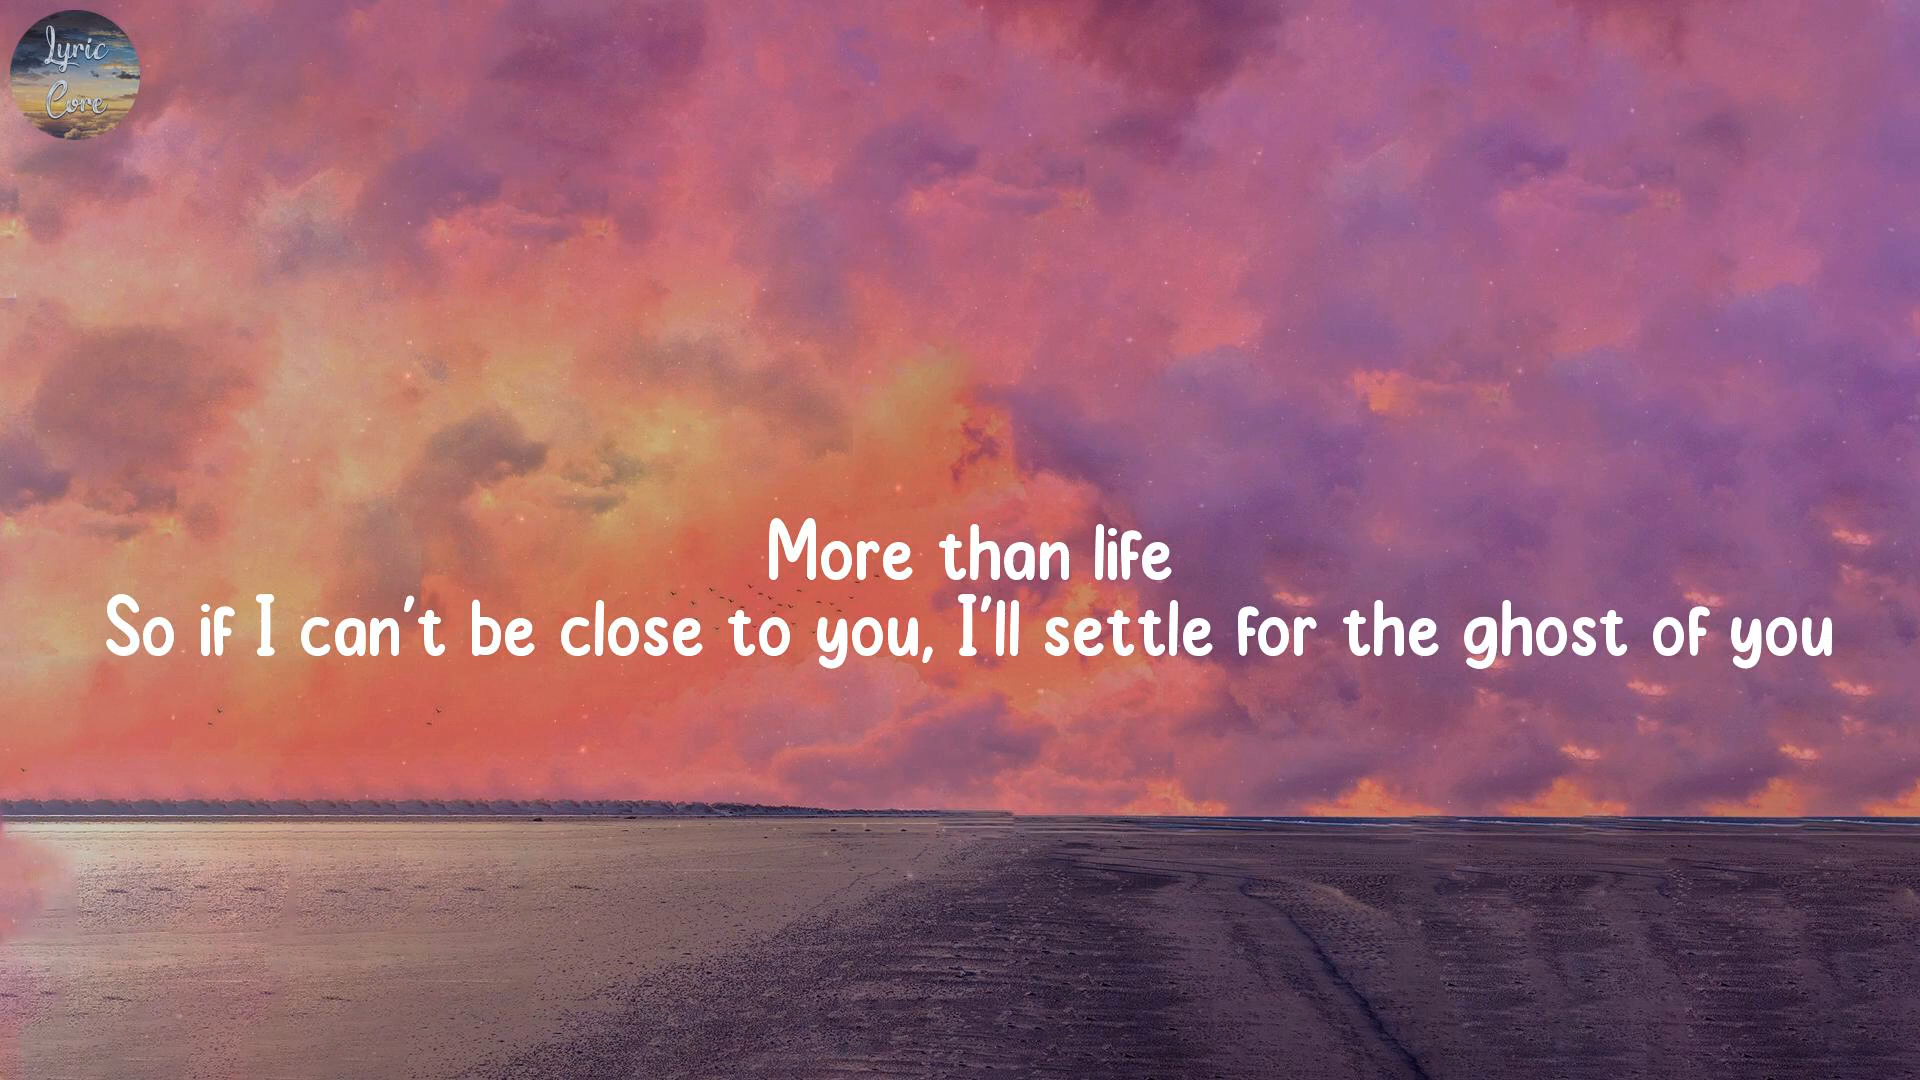 Lyric
Core
More than life
So if I can't be close to you, I'll settle for the ghost of you